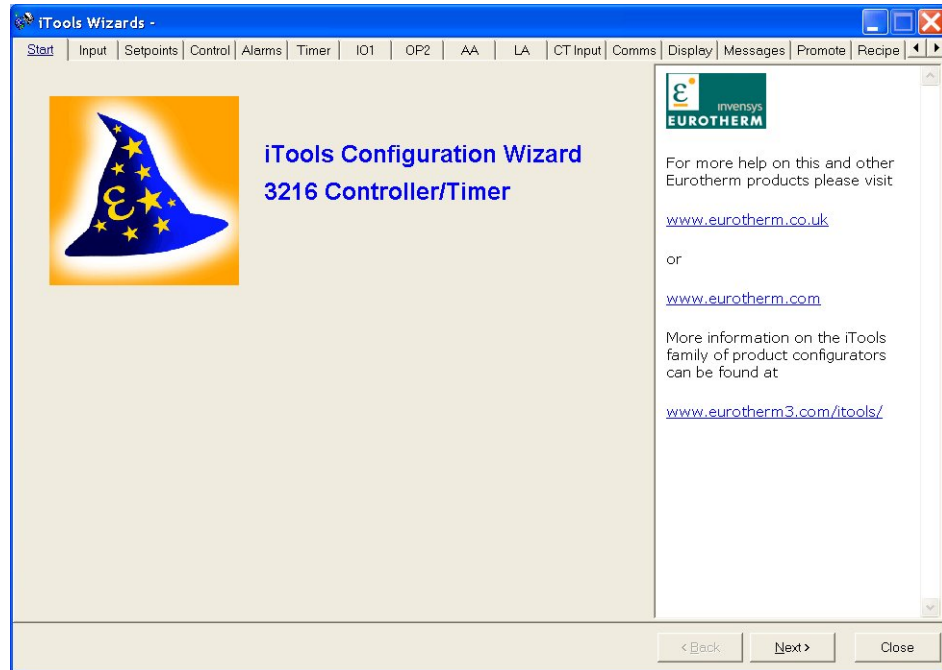 iTools Wizards -
Start Input Setpoints Control Alarms Timer IO1 OP2 AA LA CT Input Comms Display Messages Promote Recipe
iTools Configuration Wizard
3216 Controller/Timer
invensys
EUROTHERM
For more help on this and other
Eurotherm products please visit
www.eurotherm.co.uk
or
www.eurotherm.com
More information on the iTools
family of product configurators
can be found at
www.eurotherm3.com/itools/
< Back Next > Close